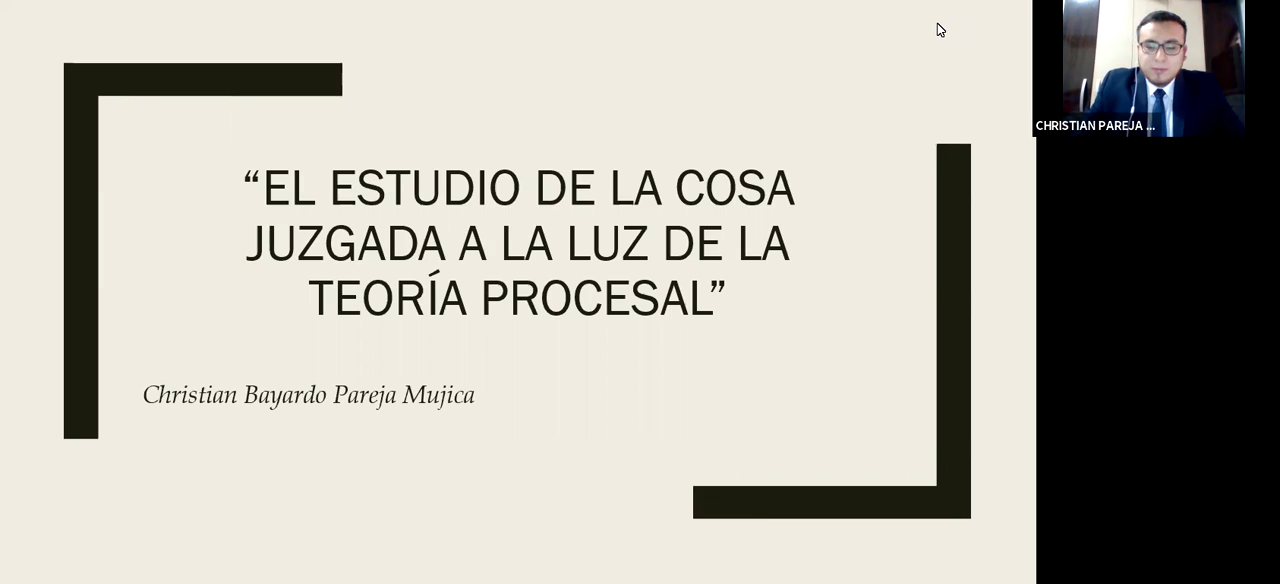 “EL ESTUDIO DE LA COSA
JUZGADA A LA LUZ DE LA
TEORÍA PROCESAL”
Christian Bayardo Pareja Mujica
CHRISTIAN PAREJA ...